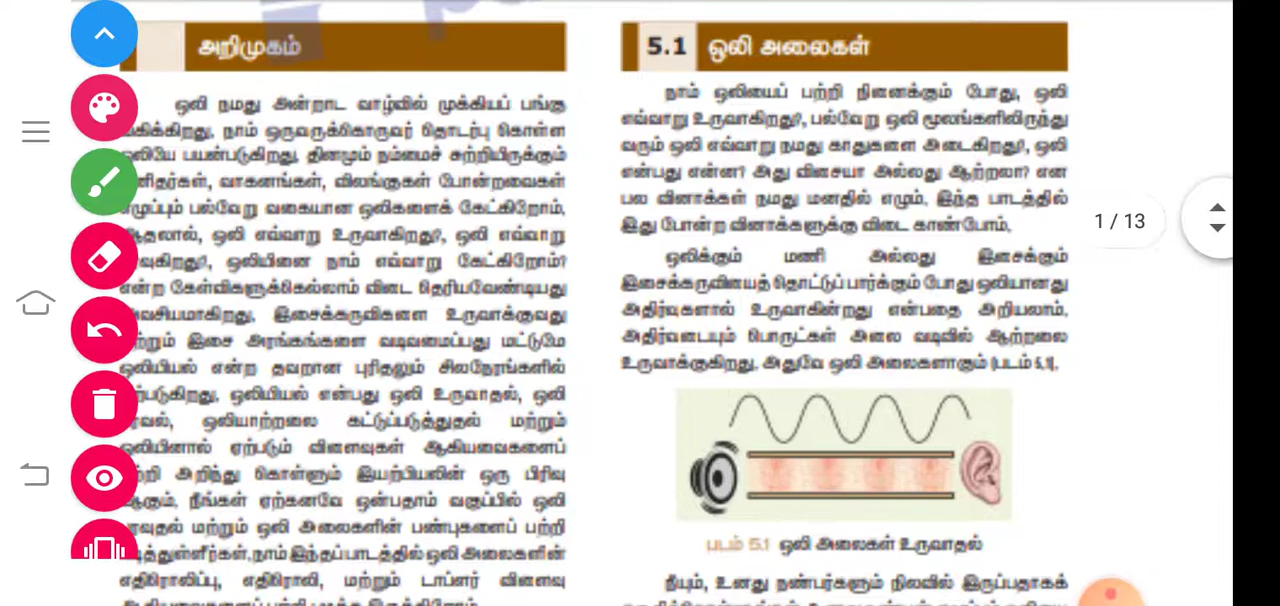 அறிமுகம்
ஒலி நமது அன்றாட வாழ்வில் முக்கியப் பங்கு
வகிக்கிறது. நாம் ஒருவருக்கொருவர் தொடர்பு கொள்ள
ஒலியே பயன்படுகிறது. தினமும் நம்மைச் சுற்றியிருக்கும்
மனிதர்கள், வாகனங்கள், விலங்குகள் போன்றவைகள்
எழுப்பும் பல்வேறு வகையான ஒலிகளைக் கேட்கிறோம்.
ஆதலால், ஒலி எவ்வாறு உருவாகிறது?, ஒலி எவ்வாறு
ஒலியினை நாம் எவ்வாறு கேட்கிறோம்?
என்ற கேள்விகளுக்கெல்லாம் விடை தெரியவேண்டியது
அவசியமாகிறது. இசைக்கருவிகளை உருவாக்குவது
மற்றும் இசை அரங்கங்களை வடிவமைப்பது மட்டுமே
ஒலியியல் என்ற தவறான புரிதலும் சிலநேரங்களில்
ஏற்படுகிறது. ஒலியியல் என்பது ஒலி உருவாதல், ஒலி
பரவல், ஒலியாற்றலை கட்டுப்படுத்துதல் மற்றும்
ஒலியினால் ஏற்படும் விளைவுகள் ஆகியவைகளைப்
பற்றி அறிந்து கொள்ளும் இயற்பியலின் ஒரு பிரிவு
ஆகும். நீங்கள் ஏற்கனவே ஒன்பதாம் வகுப்பில் ஒலி
பரவுதல் மற்றும் ஒலி அலைகளின் பண்புகளைப் பற்றி
படித்துள்ளீர்கள். நாம் இந்தப் பாடத்தில் ஒலி அலைகளின்
எதிரொலிப்பு, எதிரொலி, மற்றும் டாப்ளர் விளைவு
5.1 ஒலி அலைகள்
நாம் ஒலியைப் பற்றி நினைக்கும் போது, ஒலி
எவ்வாறு உருவாகிறது?, பல்வேறு ஒலி மூலங்களிலிருந்து
வரும் ஒலி எவ்வாறு நமது காதுகளை அடைகிறது?, ஒலி
என்பது என்ன? அது விசையா அல்லது ஆற்றலா? என
பல வினாக்கள் நமது மனதில் எழும். இந்த பாடத்தில்
இது போன்ற வினாக்களுக்கு விடை காண்போம்.
ஒலிக்கும் மணி அல்லது இசைக்கும்
இசைக்கருவியைத் தொட்டுப் பார்க்கும் போது ஒலியானது
அதிர்வுகளால் உருவாகின்றது என்பதை அறியலாம்.
அதிர்வடையும் பொருட்கள் அலை வடிவில் ஆற்றலை
உருவாக்குகிறது. அதுவே ஒலி அலைகளாகும் (படம் 5.1).
படம் 5.1 ஒலி அலைகள் உருவாதல்
நீயும், உனது நண்பர்களும் நிலவில் இருப்பதாகக்
1 / 13